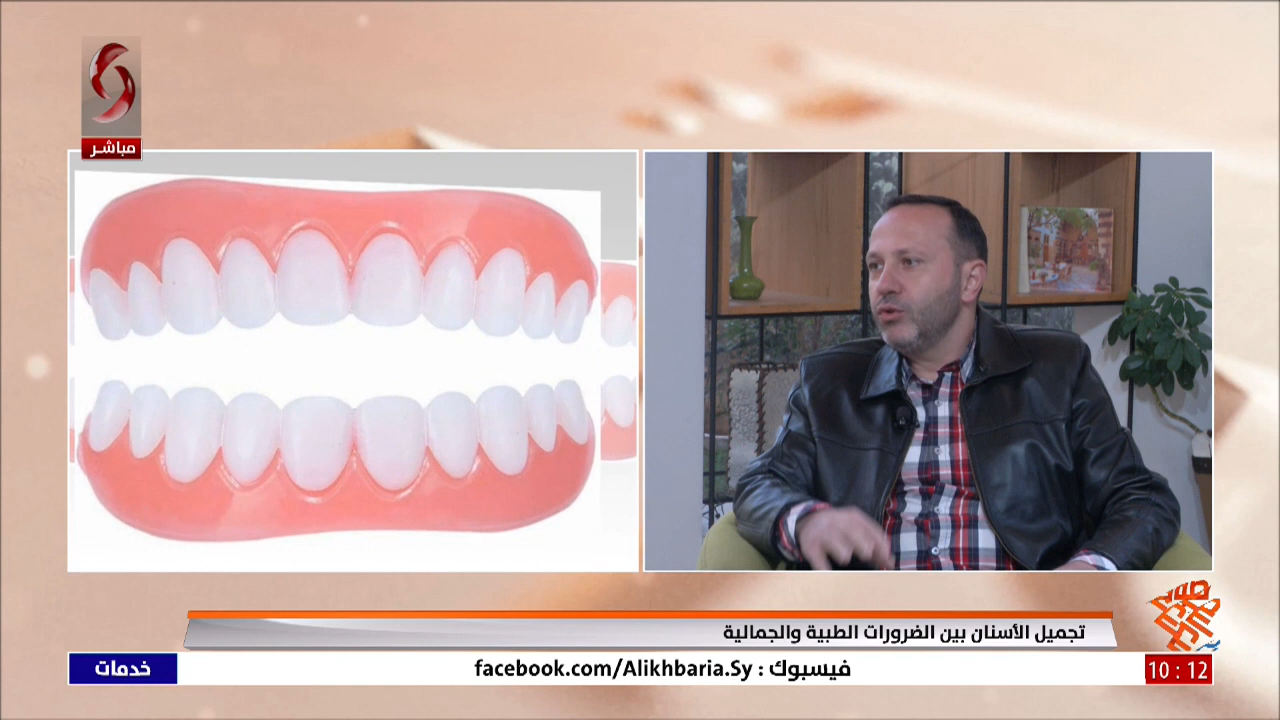 مباشر
تجميل الأسنان بين الضرورات الطبية والجمالية
خدمات
فيسبوك : facebook.com/Alikhbaria.Sy
10 : 12